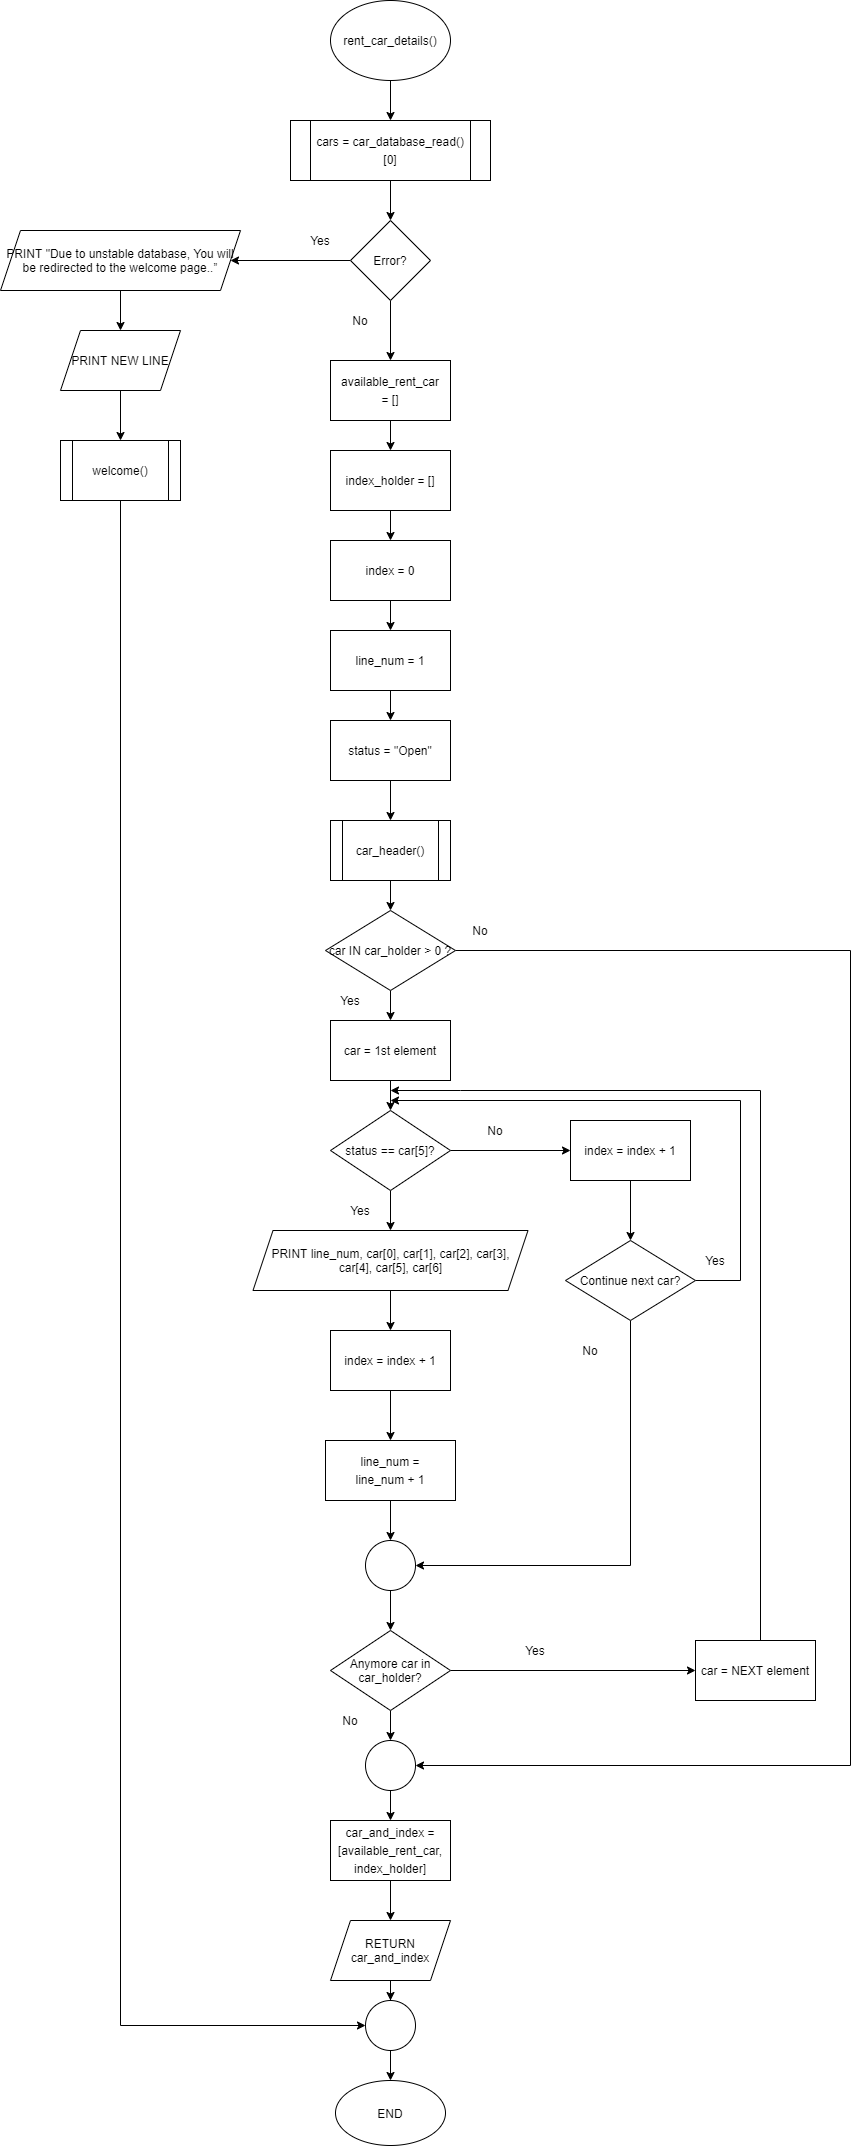 rent_car_details()
cars = car_database_read()
[0]
Yes
Error?
PRINT "Due to unstable database, You will
be redirected to the welcome page.."
No
PRINT NEW LINE
available_rent_car
= []
welcome()
index_holder = []
index = 0
line_num = 1
status = "Open"
car_header()
No
car IN car_holder > 0 ?
Yes
car = 1st element
No
status == car[5]?
index = index + 1
Yes
PRINT line_num, car[0], car[1], car[2], car[3],
car[4], car[5], car[6]
Yes
Continue next car?
No
index = index + 1
line_num =
line_num + 1
Yes
Anymore car in
car_holder?
car = NEXT element
No
car_and_index =
[available_rent_car,
index_holder]
RETURN
car_and_index
END